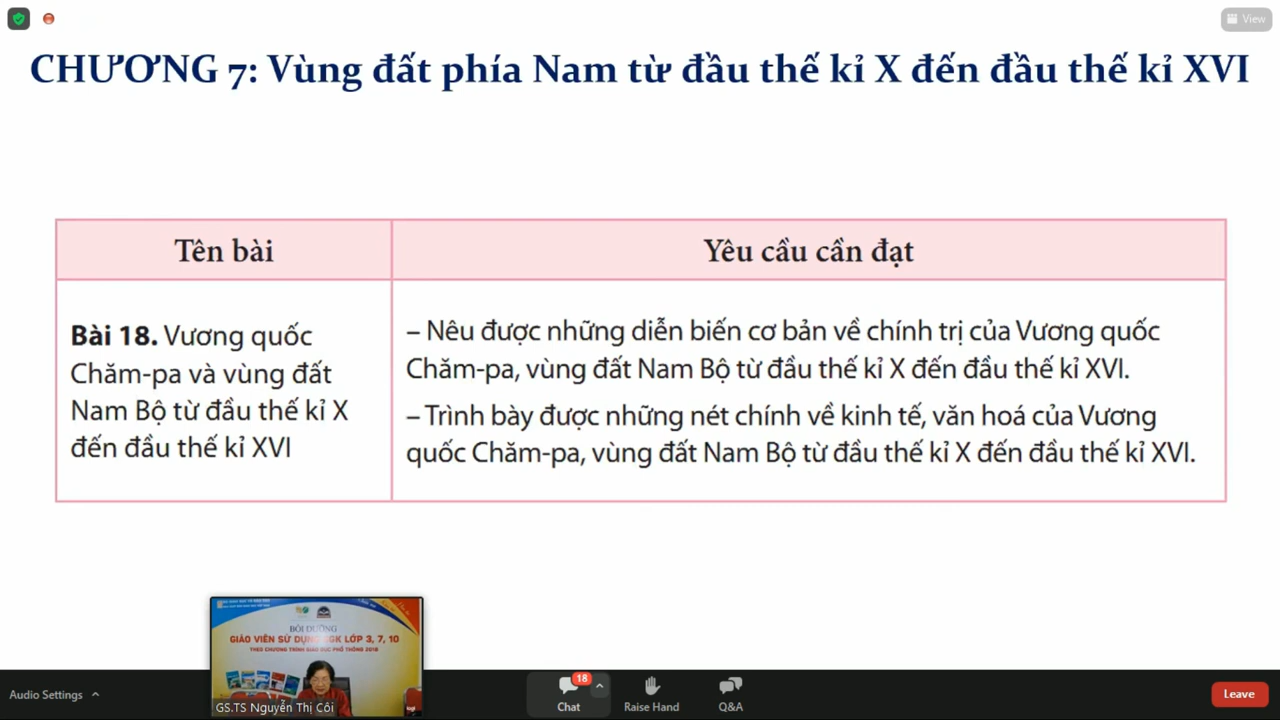 View
CHƯƠNG 7: Vùng đất phía Nam từ đầu thế kỉ X đến đầu thế kỉ XVI
Tên bài
Yêu cầu cần đạt
Bài 18. Vương quốc
Chăm-pa và vùng đất
Nam Bộ từ đầu thế kỉ X
đến đầu thế kỉ XVI
– Nêu được những diễn biến cơ bản về chính trị của Vương quốc
Chăm-pa, vùng đất Nam Bộ từ đầu thế kỉ X đến đầu thế kỉ XVI.
– Trình bày được những nét chính về kinh tế, văn hoá của Vương
quốc Chăm-pa, vùng đất Nam Bộ từ đầu thế kỉ X đến đầu thế kỉ XVI.
BỒI DƯỠNG
GIÁO VIÊN SỬ DỤNG SGK LỚP 3, 7, 10
THEO CHƯƠNG TRÌNH GIÁO DỤC PHỔ THÔNG 2018
GS.TS Nguyễn Thị Côi
Audio Settings
18
Chat
Raise Hand
Q&A
Leave